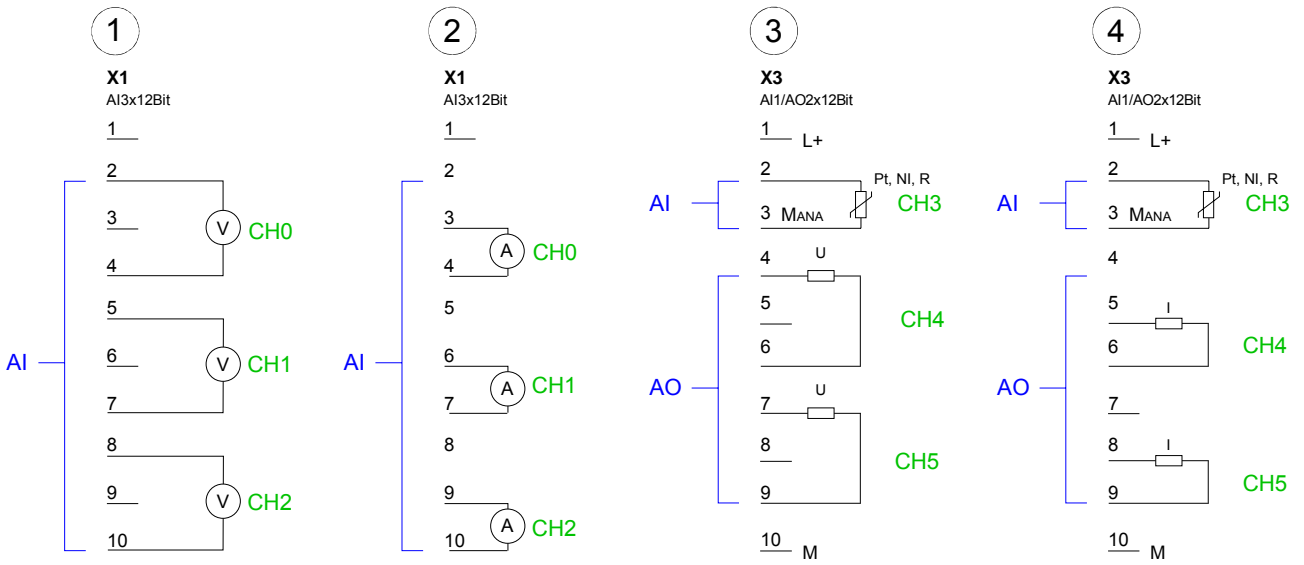 1
X1
AI3x12Bit
1
2
3
4
5
6
7
8
9
10
V
V
V
CH0
CH1
CH2
AI
2
X1
AI3x12Bit
1
2
3
4
5
6
7
8
9
10
A
A
A
CH0
CH1
CH2
AI
3
X3
AI1/AO2x12Bit
1 L+
2
Pt, NI, R
3 MANA
CH3
AI
4
U
5
CH4
6
AO
7
U
8
CH5
9
10 M
4
X3
AI1/AO2x12Bit
1 L+
2
Pt, NI, R
3 MANA
CH3
AI
4
5
I
6
CH4
AO
7
8
I
CH5
9
10 M